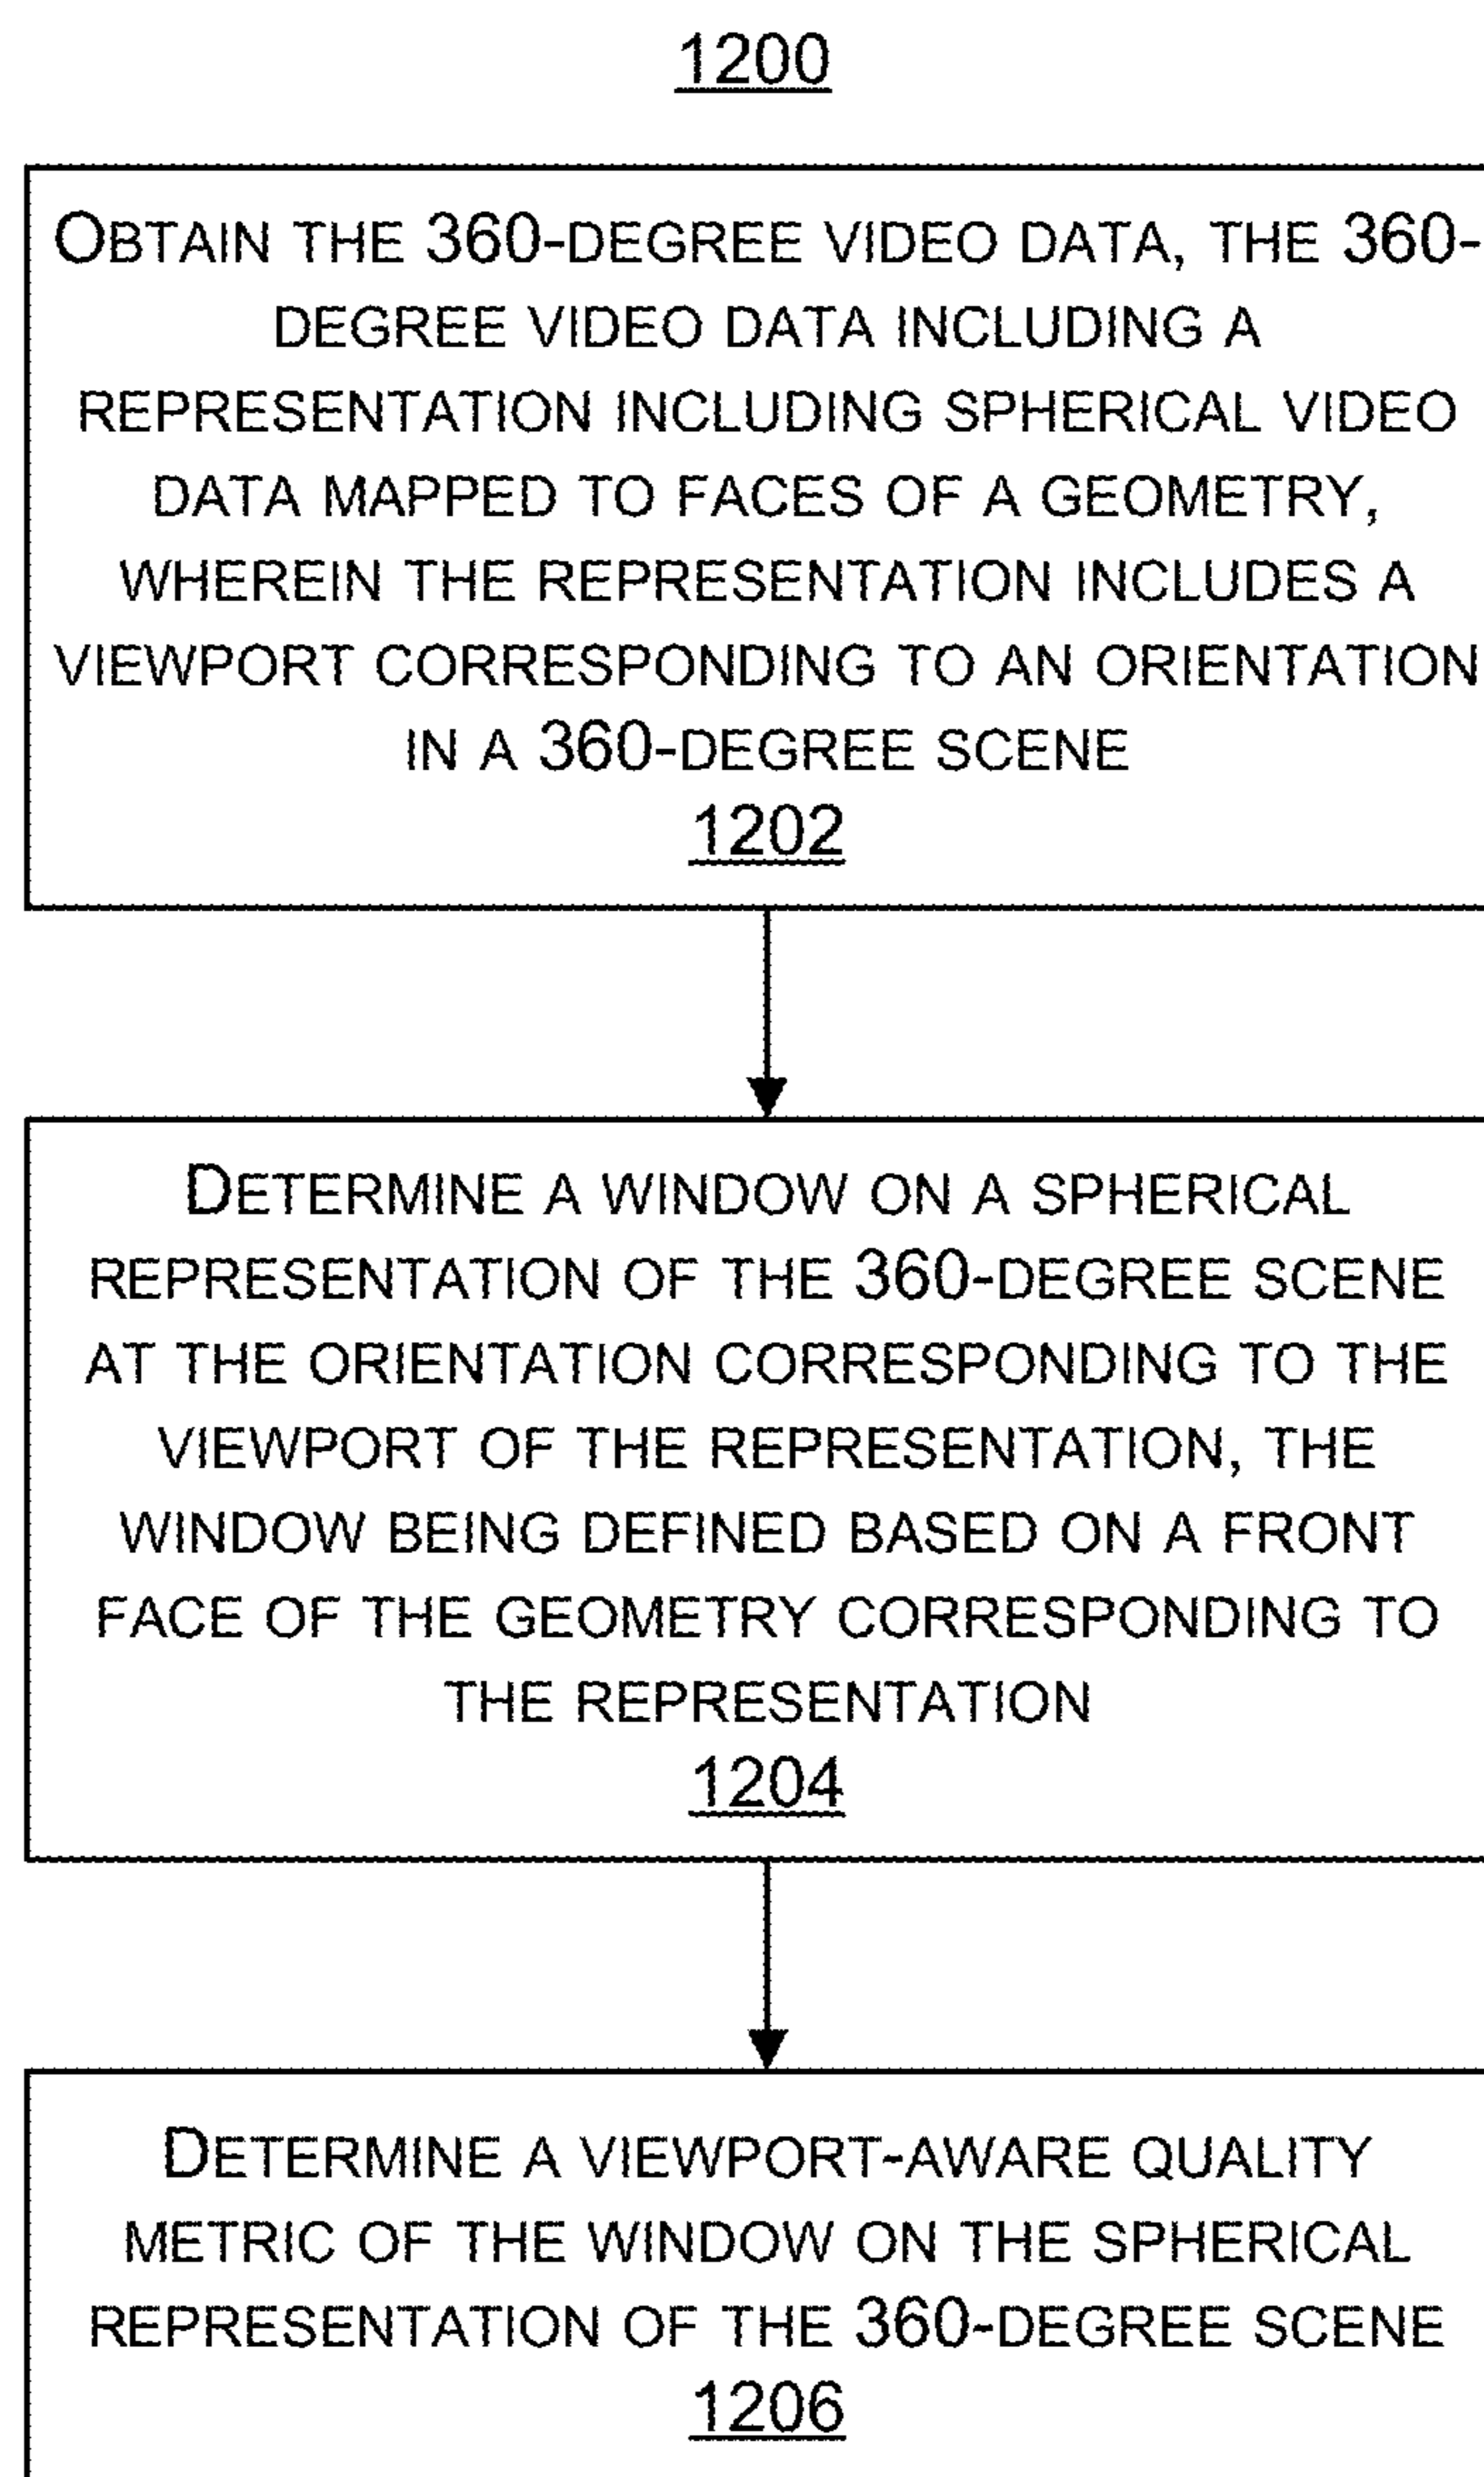 1200
OBTAIN THE 360-DEGREE VIDEO DATA, THE 360-
DEGREE VIDEO DATA INCLUDING A
REPRESENTATION INCLUDING SPHERICAL VIDEO
DATA MAPPED TO FACES OF A GEOMETRY,
WHEREIN THE REPRESENTATION INCLUDES A
VIEWPORT CORRESPONDING TO AN ORIENTATION
IN A 360-DEGREE SCENE
1202
DETERMINE A WINDOW ON A SPHERICAL
REPRESENTATION OF THE 360-DEGREE SCENE
AT THE ORIENTATION CORRESPONDING TO THE
VIEWPORT OF THE REPRESENTATION, THE
WINDOW BEING DEFINED BASED ON A FRONT
FACE OF THE GEOMETRY CORRESPONDING TO
THE REPRESENTATION
1204
DETERMINE A VIEWPORT-AWARE QUALITY
METRIC OF THE WINDOW ON THE SPHERICAL
REPRESENTATION OF THE 360-DEGREE SCENE
1206